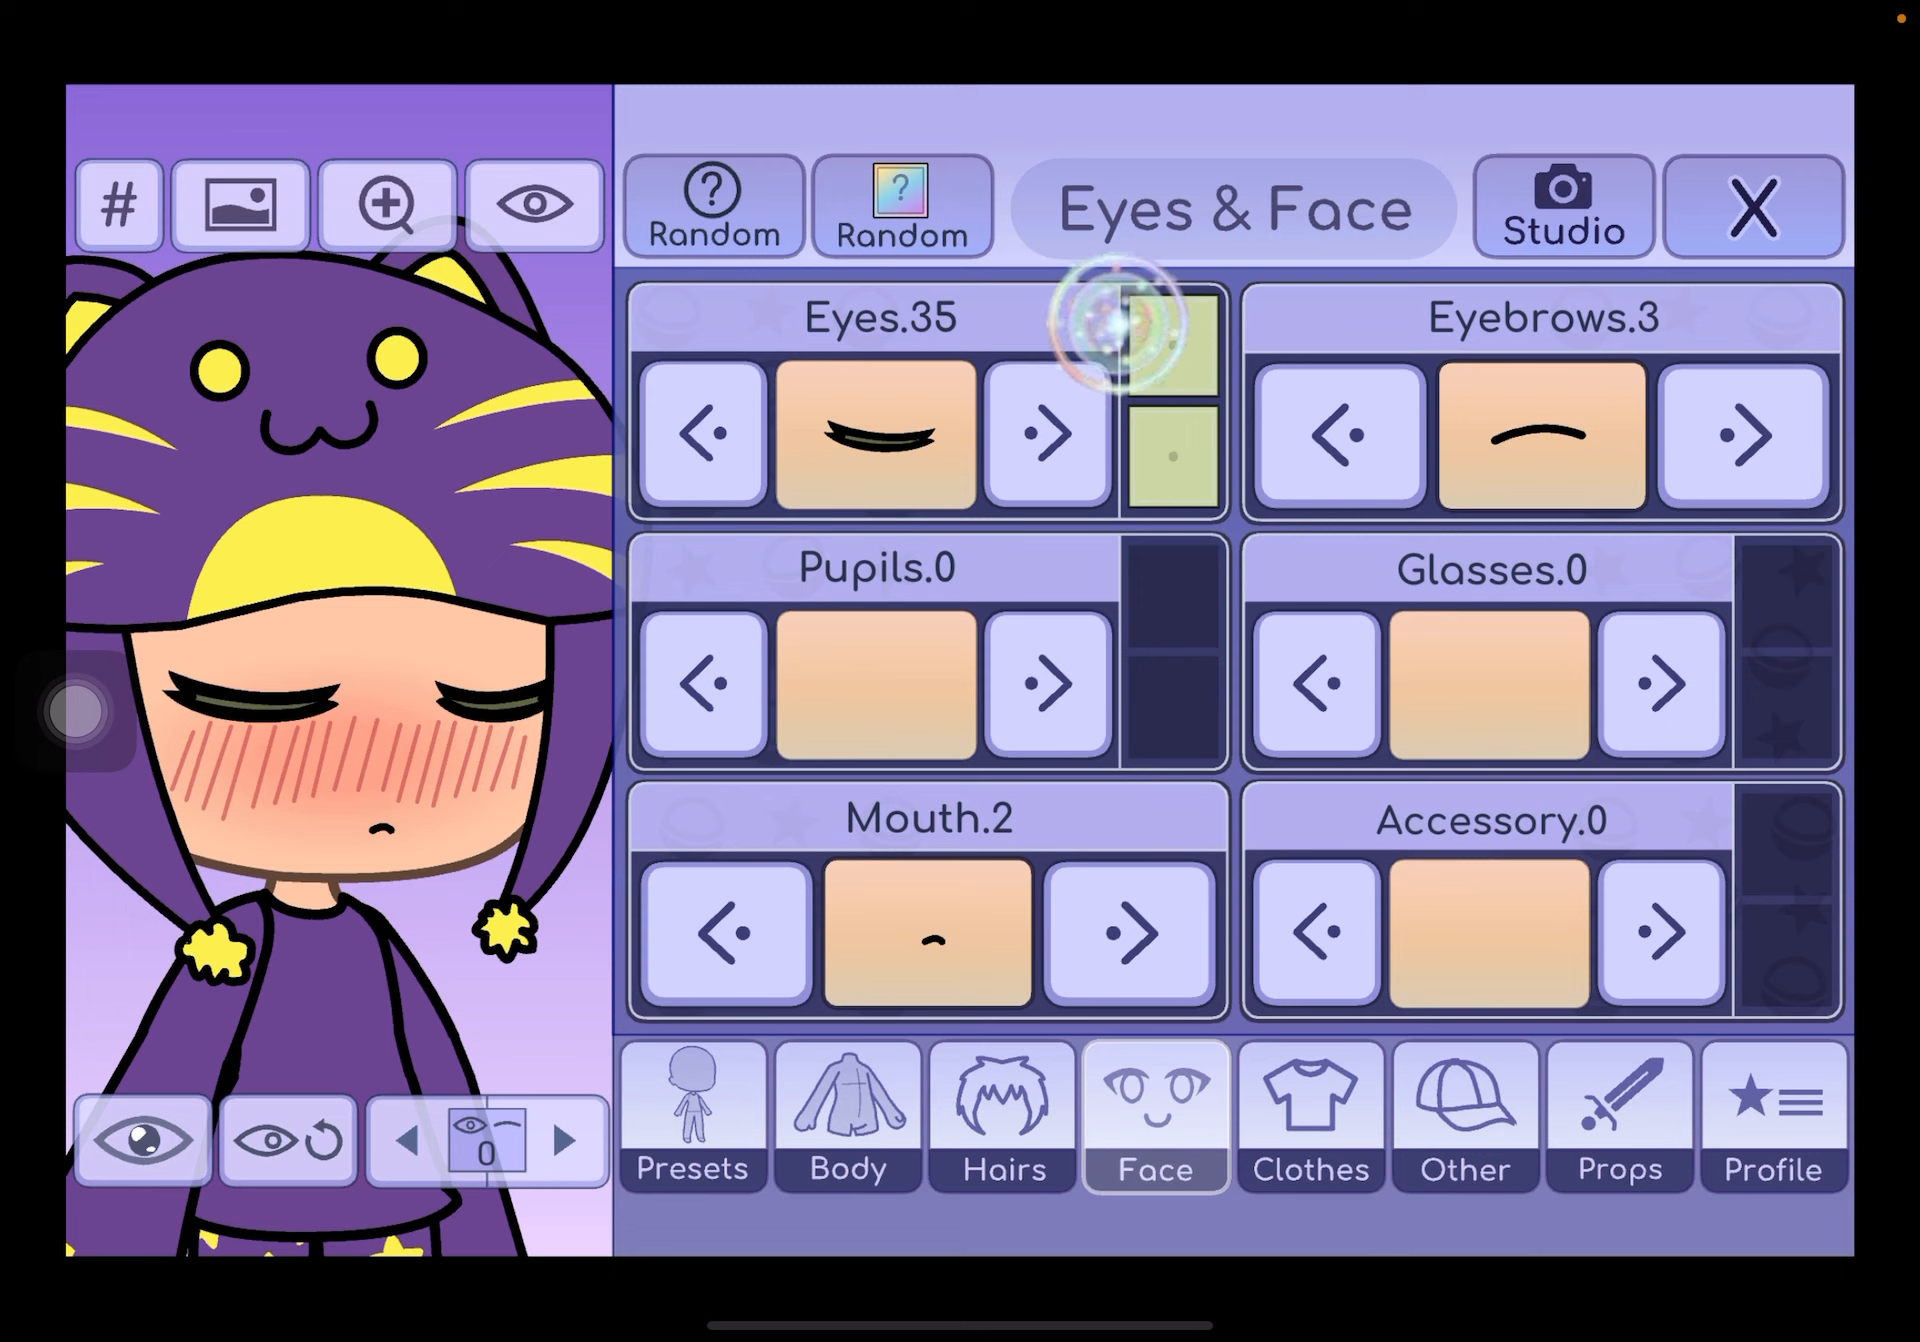 #
?
Random
?
Random
Eyes & Face
Studio
X
Eyes.35
Eyebrows.3
Pupils.0
Glasses.0
Mouth.2
Accessory.0
0
Presets
Body
Hairs
Face
Clothes
Other
Props
Profile